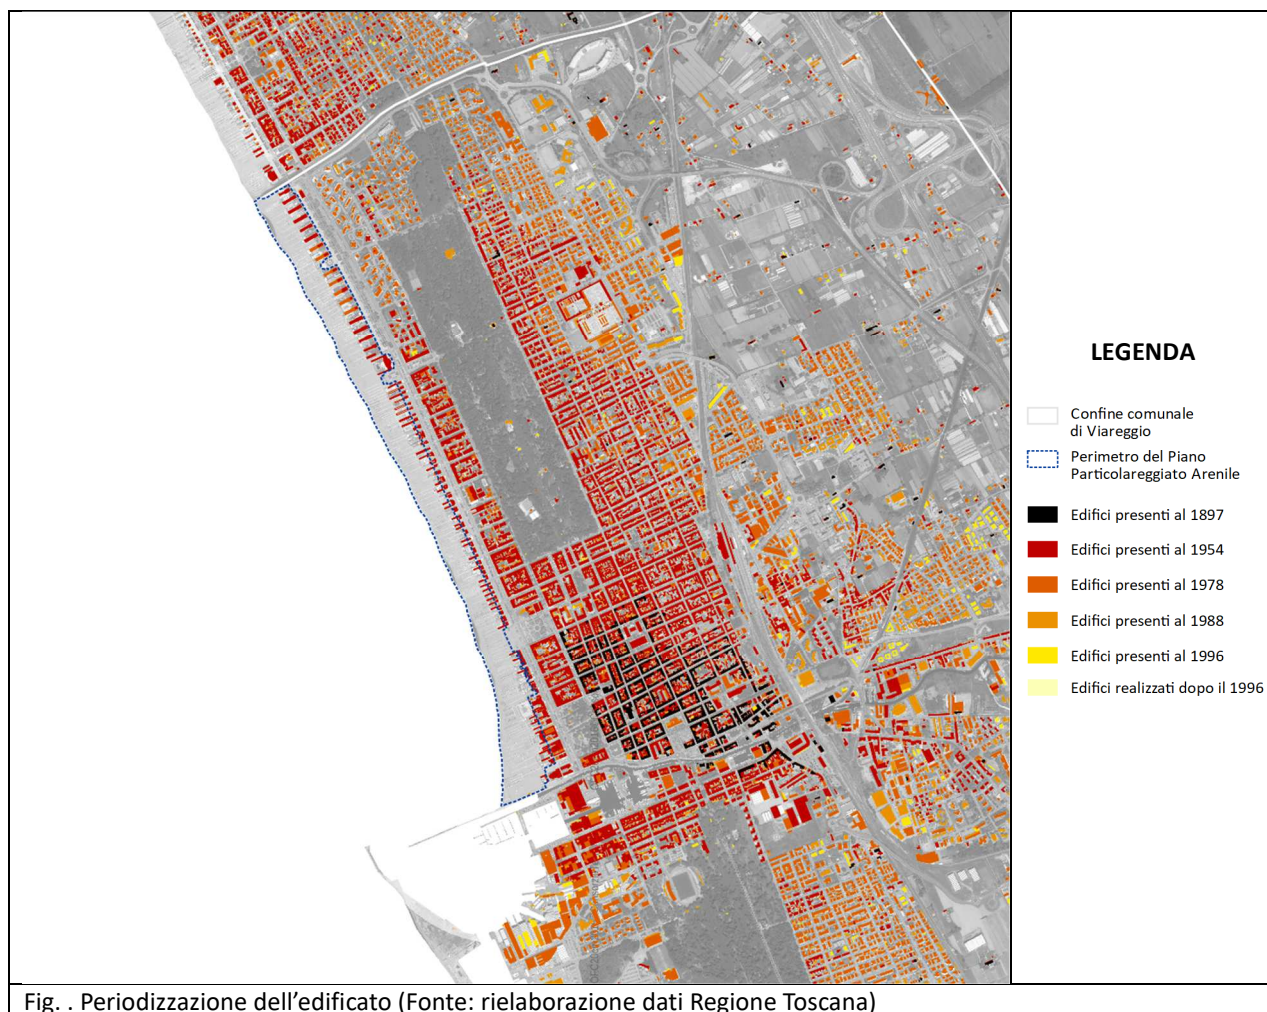 LEGENDA
Confine comunale
di Viareggio
Perimetro del Piano
Particolareggiato Arenile
Edifici presenti al 1897
Edifici presenti al 1954
Edifici presenti al 1978
Edifici presenti al 1988
Edifici presenti al 1996
Edifici realizzati dopo il 1996
Fig. . Periodizzazione dell’edificato (Fonte: rielaborazione dati Regione Toscana)